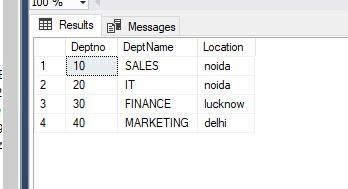 100 %
Results Messages
Deptno DeptName Location
1 10 SALES noida
2 20 IT noida
3 30 FINANCE lucknow
4 40 MARKETING delhi